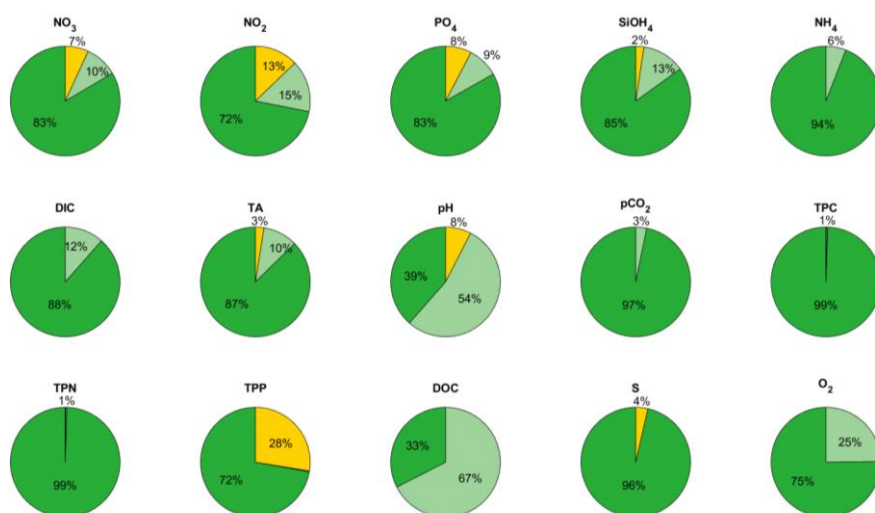 NO3
7%
10%
83%
NO2
13%
15%
72%
PO4
8%
9%
83%
SiOH4
2%
13%
85%
NH4
6%
94%
DIC
12%
88%
TA
3%
10%
87%
pH
8%
39%
54%
pCO2
3%
97%
TPC
1%
99%
TPN
1%
99%
TPP
28%
72%
DOC
33%
67%
S
4%
96%
O2
25%
75%